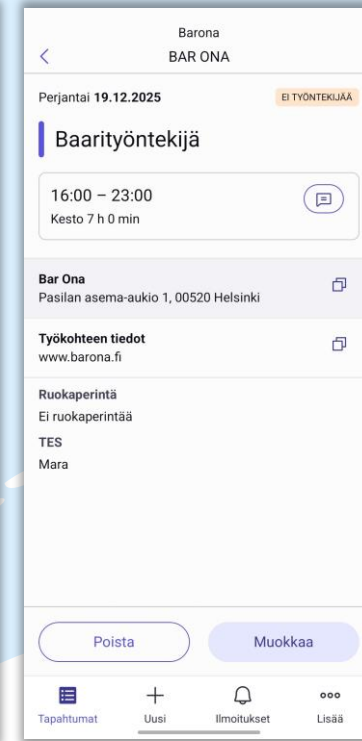 Barona
BAR ONA
Perjantai 19.12.2025
EI TYÖNTEKIJÄÄ
Baarityöntekijä
16:00 – 23:00
Kesto 7 h 0 min
Bar Ona
Pasilan asema-aukio 1, 00520 Helsinki
Työkohteen tiedot
www.barona.fi
Ruokaperintä
Ei ruokaperintää
TES
Mara
Poista
Muokkaa
Tapahtumat
Uusi
Ilmoitukset
Lisää